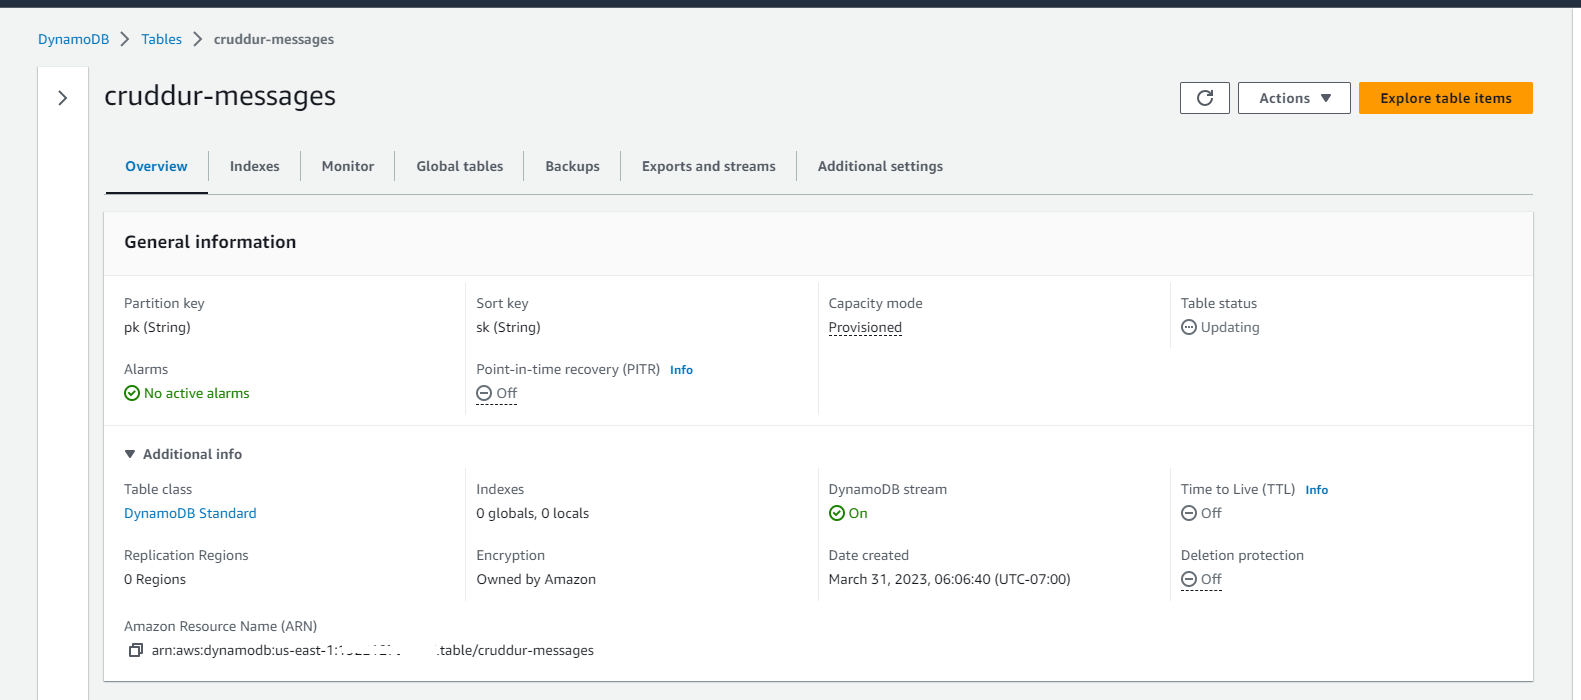 DynamoDB > Tables > cruddur-messages
cruddur-messages
Actions
Explore table items
Overview
Indexes
Monitor
Global tables
Backups
Exports and streams
Additional settings
General information
Partition key
pk (String)
Sort key
sk (String)
Capacity mode
Provisioned
Table status
Updating
Alarms
No active alarms
Point-in-time recovery (PITR) Info
Off
Additional info
Table class
DynamoDB Standard
Indexes
0 globals, 0 locals
DynamoDB stream
On
Time to Live (TTL) Info
Off
Replication Regions
0 Regions
Encryption
Owned by Amazon
Date created
March 31, 2023, 06:06:40 (UTC-07:00)
Deletion protection
Off
Amazon Resource Name (ARN)
arn:aws:dynamodb:us-east-1: :table/cruddur-messages